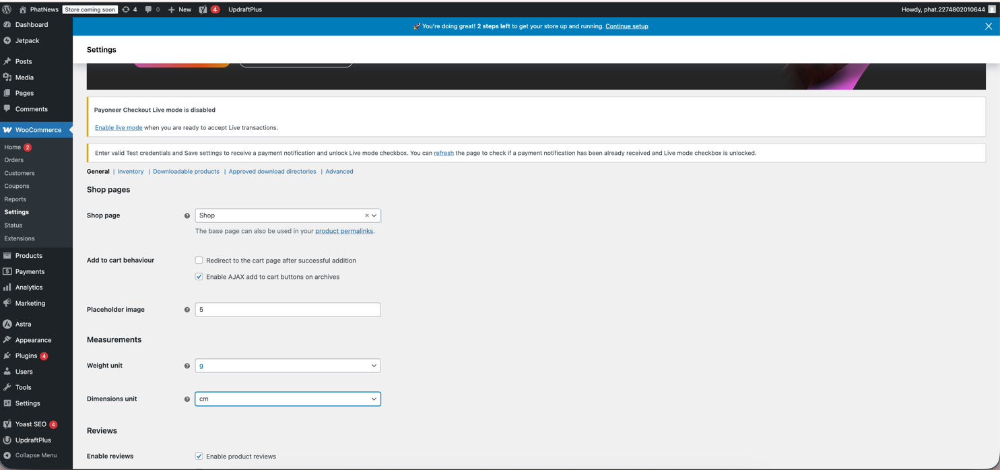 PhatNews Store coming soon 4 0 New 4 UpdraftPlus Howdy, phat.2274802010644
🚀 You're doing great! 2 steps left to get your store up and running. Continue setup
Dashboard
Jetpack
Posts
Media
Pages
Comments
WooCommerce
Home 2
Orders
Customers
Coupons
Reports
Settings
Status
Extensions
Products
Payments
Analytics
Marketing
Astra
Appearance
Plugins 4
Users
Tools
Settings
Yoast SEO 4
UpdraftPlus
Collapse Menu
Settings
Payoneer Checkout Live mode is disabled
Enable live mode when you are ready to accept Live transactions.
Enter valid Test credentials and Save settings to receive a payment notification and unlock Live mode checkbox. You can refresh the page to check if a payment notification has been already received and Live mode checkbox is unlocked.
General | Inventory | Downloadable products | Approved download directories | Advanced
Shop pages
Shop page Shop
The base page can also be used in your product permalinks.
Add to cart behaviour Redirect to the cart page after successful addition
Enable AJAX add to cart buttons on archives
Placeholder image 5
Measurements
Weight unit g
Dimensions unit cm
Reviews
Enable reviews Enable product reviews